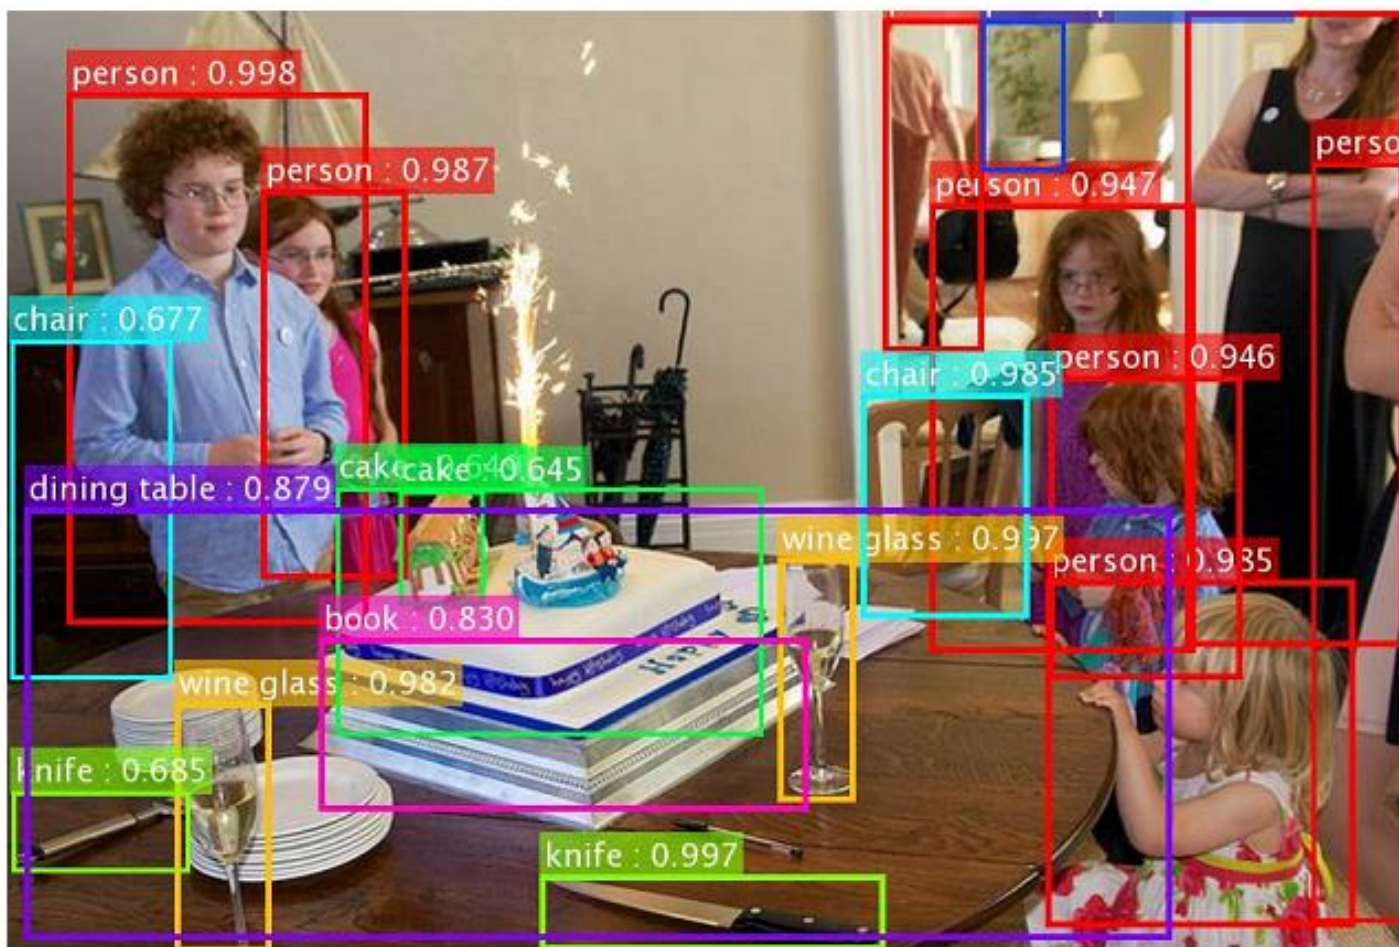 person : 0.998
person : 0.987
perso
person : 0.947
chair : 0.677
person : 0.946
chair : 0.985
cake
cake : 0.645
dining table : 0.879
wine glass : 0.997
person : 0.985
book : 0.830
Happ
wine glass : 0.982
knife : 0.685
knife : 0.997